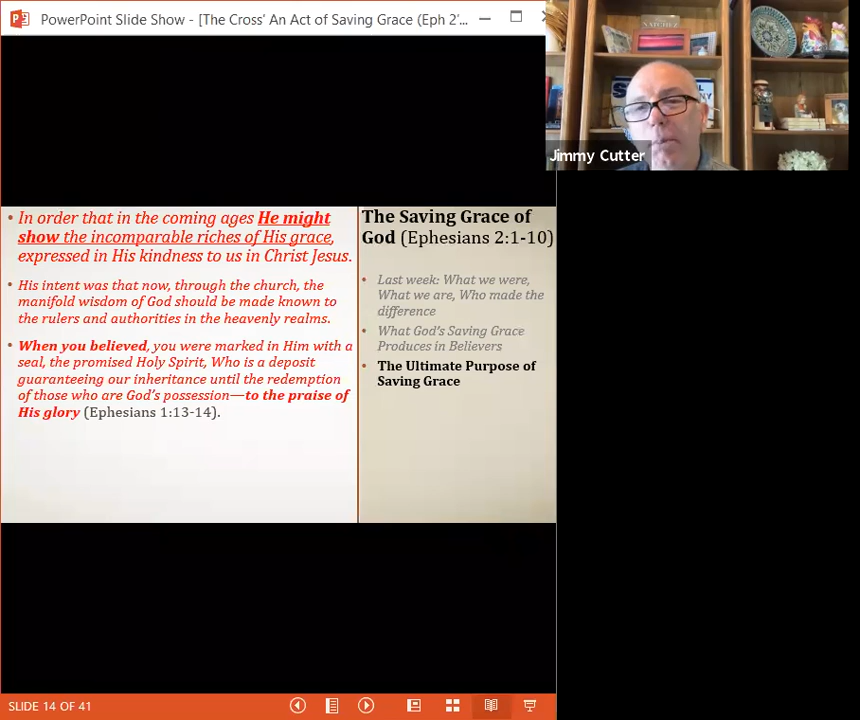 PowerPoint Slide Show - [The Cross' An Act of Saving Grace (Eph 2'...
NATCHEZ
Jimmy Cutter
• In order that in the coming ages He might
show the incomparable riches of His grace,
expressed in His kindness to us in Christ Jesus.
• His intent was that now, through the church, the
manifold wisdom of God should be made known to
the rulers and authorities in the heavenly realms.
• When you believed, you were marked in Him with a
seal, the promised Holy Spirit, Who is a deposit
guaranteeing our inheritance until the redemption
of those who are God's possession—to the praise of
His glory (Ephesians 1:13-14).
The Saving Grace of
God (Ephesians 2:1-10)
• Last week: What we were,
What we are, Who made the
difference
• What God's Saving Grace
Produces in Believers
• The Ultimate Purpose of
Saving Grace
SLIDE 14 OF 41